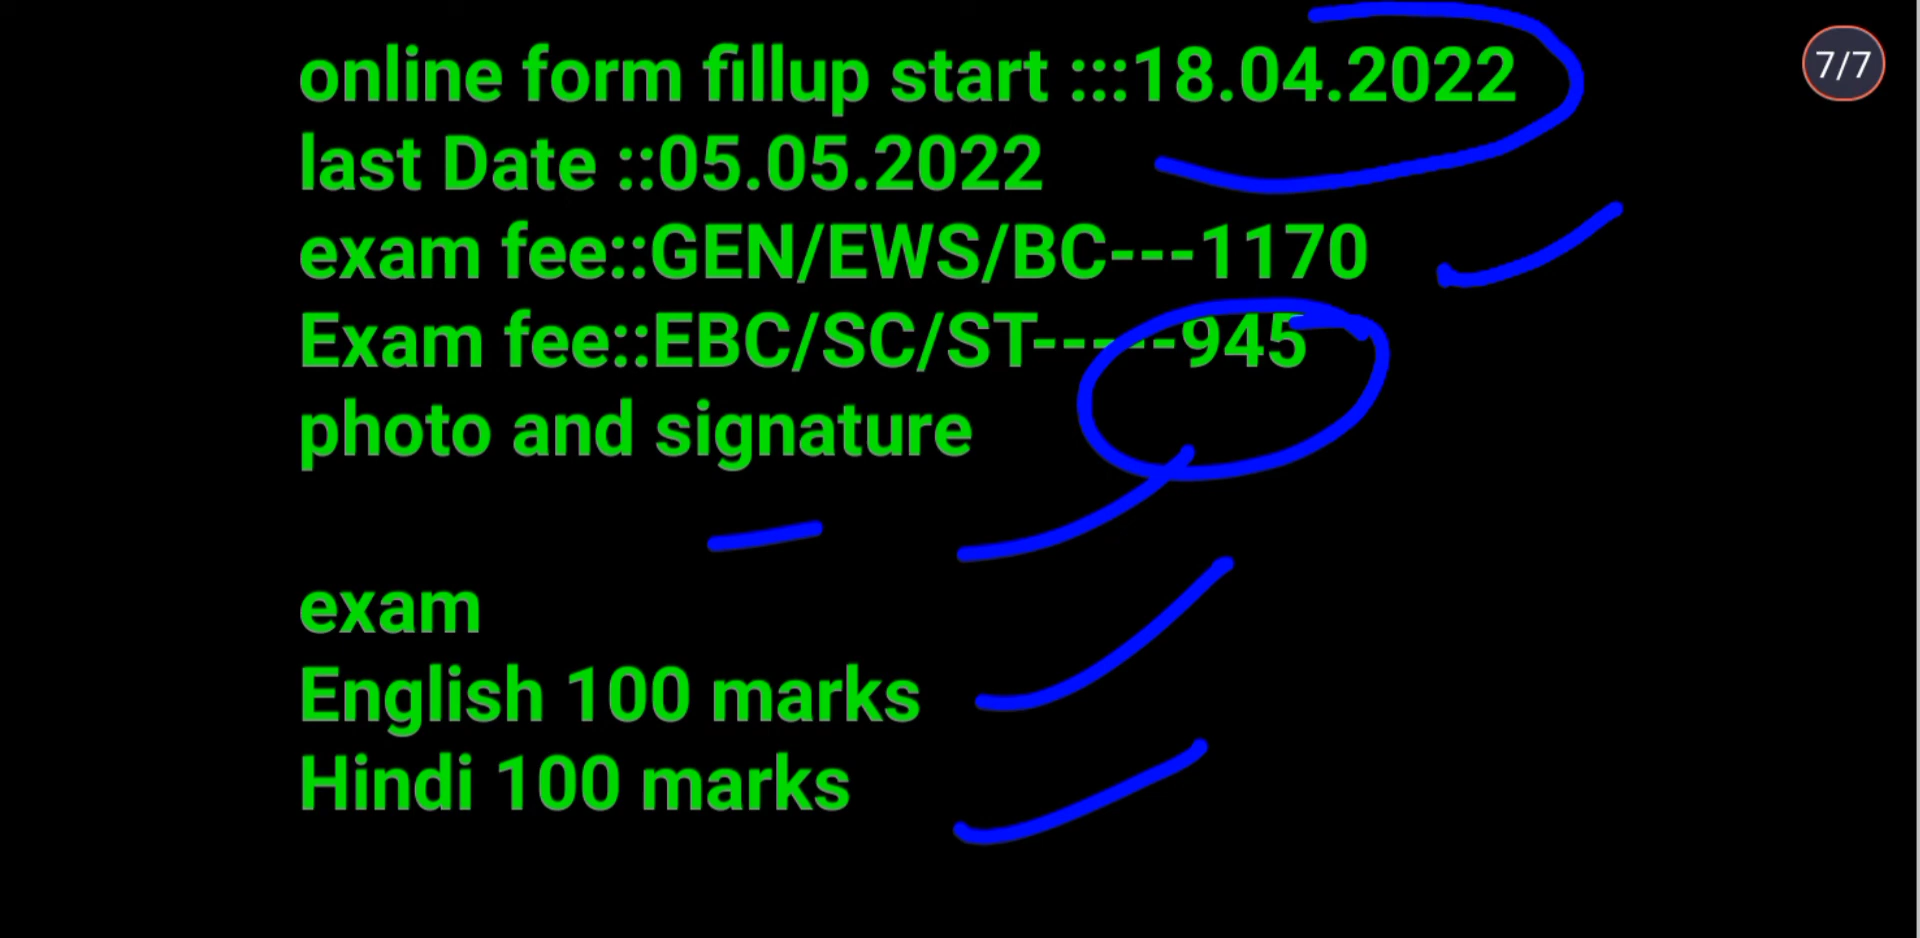 online form fillup start :::18.04.2022
7/7
last Date ::05.05.2022
exam fee::GEN/EWS/BC---1170
Exam fee::EBC/SC/ST-----945
photo and signature
exam
English 100 marks
Hindi 100 marks